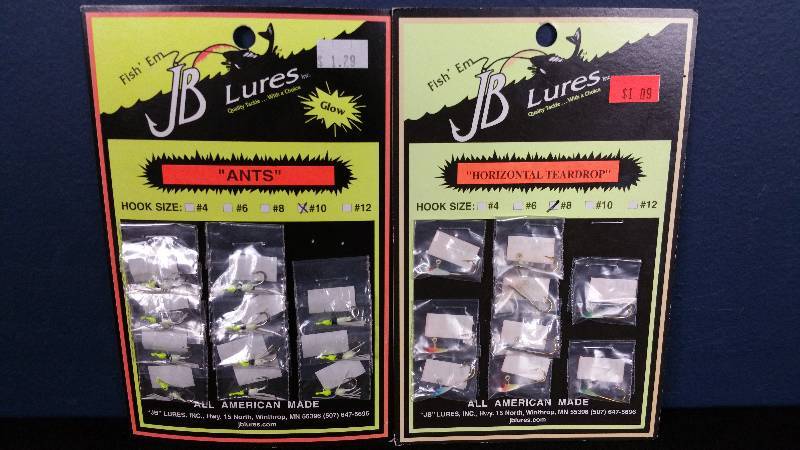 Fish' Em
JB Lures Inc.
Quality Tackle... With a Choice
$ 1.29
Glow
"ANTS"
HOOK SIZE: #4 #6 #8 #10 #12
ALL AMERICAN MADE
"JB" LURES, INC., Hwy. 15 North, Winthrop, MN 55396 (507) 647-5696
jblures.com
Fish' Em
JB Lures Inc.
Quality Tackle... With a Choice
$1.09
"HORIZONTAL TEARDROP"
HOOK SIZE: #4 #6 #8 #10 #12
ALL AMERICAN MADE
"JB" LURES, INC., Hwy. 15 North, Winthrop, MN 55396 (507) 647-5696
jblures.com